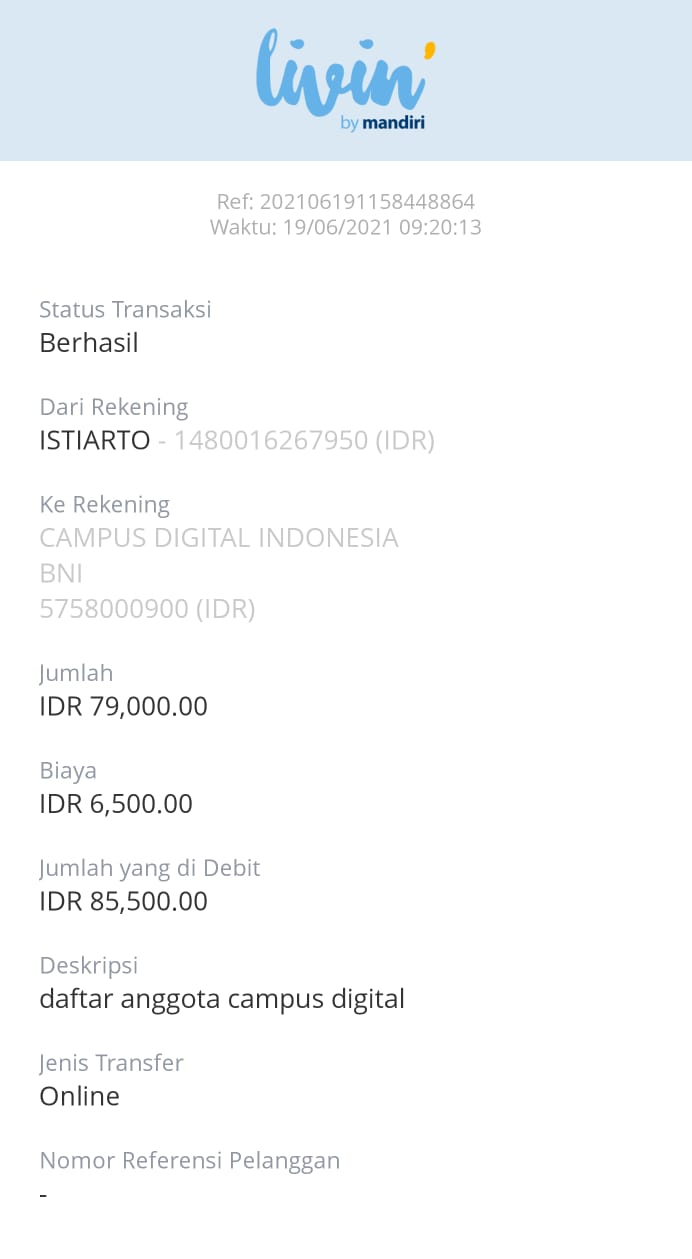 livin'
by mandiri
Ref: 202106191158448864
Waktu: 19/06/2021 09:20:13
Status Transaksi
Berhasil
Dari Rekening
ISTIARTO - 1480016267950 (IDR)
Ke Rekening
CAMPUS DIGITAL INDONESIA
BNI
5758000900 (IDR)
Jumlah
IDR 79,000.00
Biaya
IDR 6,500.00
Jumlah yang di Debit
IDR 85,500.00
Deskripsi
daftar anggota campus digital
Jenis Transfer
Online
Nomor Referensi Pelanggan
-